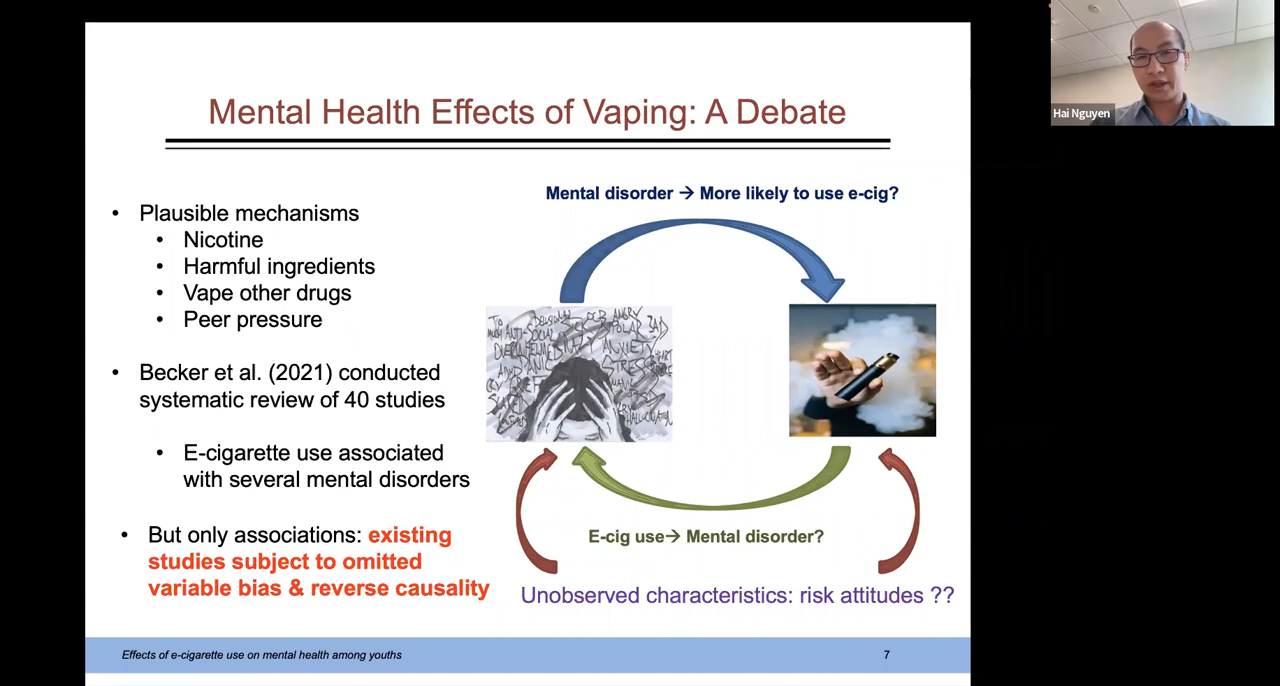 Mental Health Effects of Vaping: A Debate
Hai Nguyen
Mental disorder → More likely to use e-cig?
• Plausible mechanisms
• Nicotine
• Harmful ingredients
• Vape other drugs
• Peer pressure
• Becker et al. (2021) conducted
systematic review of 40 studies
• E-cigarette use associated
with several mental disorders
• But only associations: existing
studies subject to omitted
variable bias & reverse causality
ANXIETY
STRESS
E-cig use→ Mental disorder?
Unobserved characteristics: risk attitudes ??
Effects of e-cigarette use on mental health among youths
7